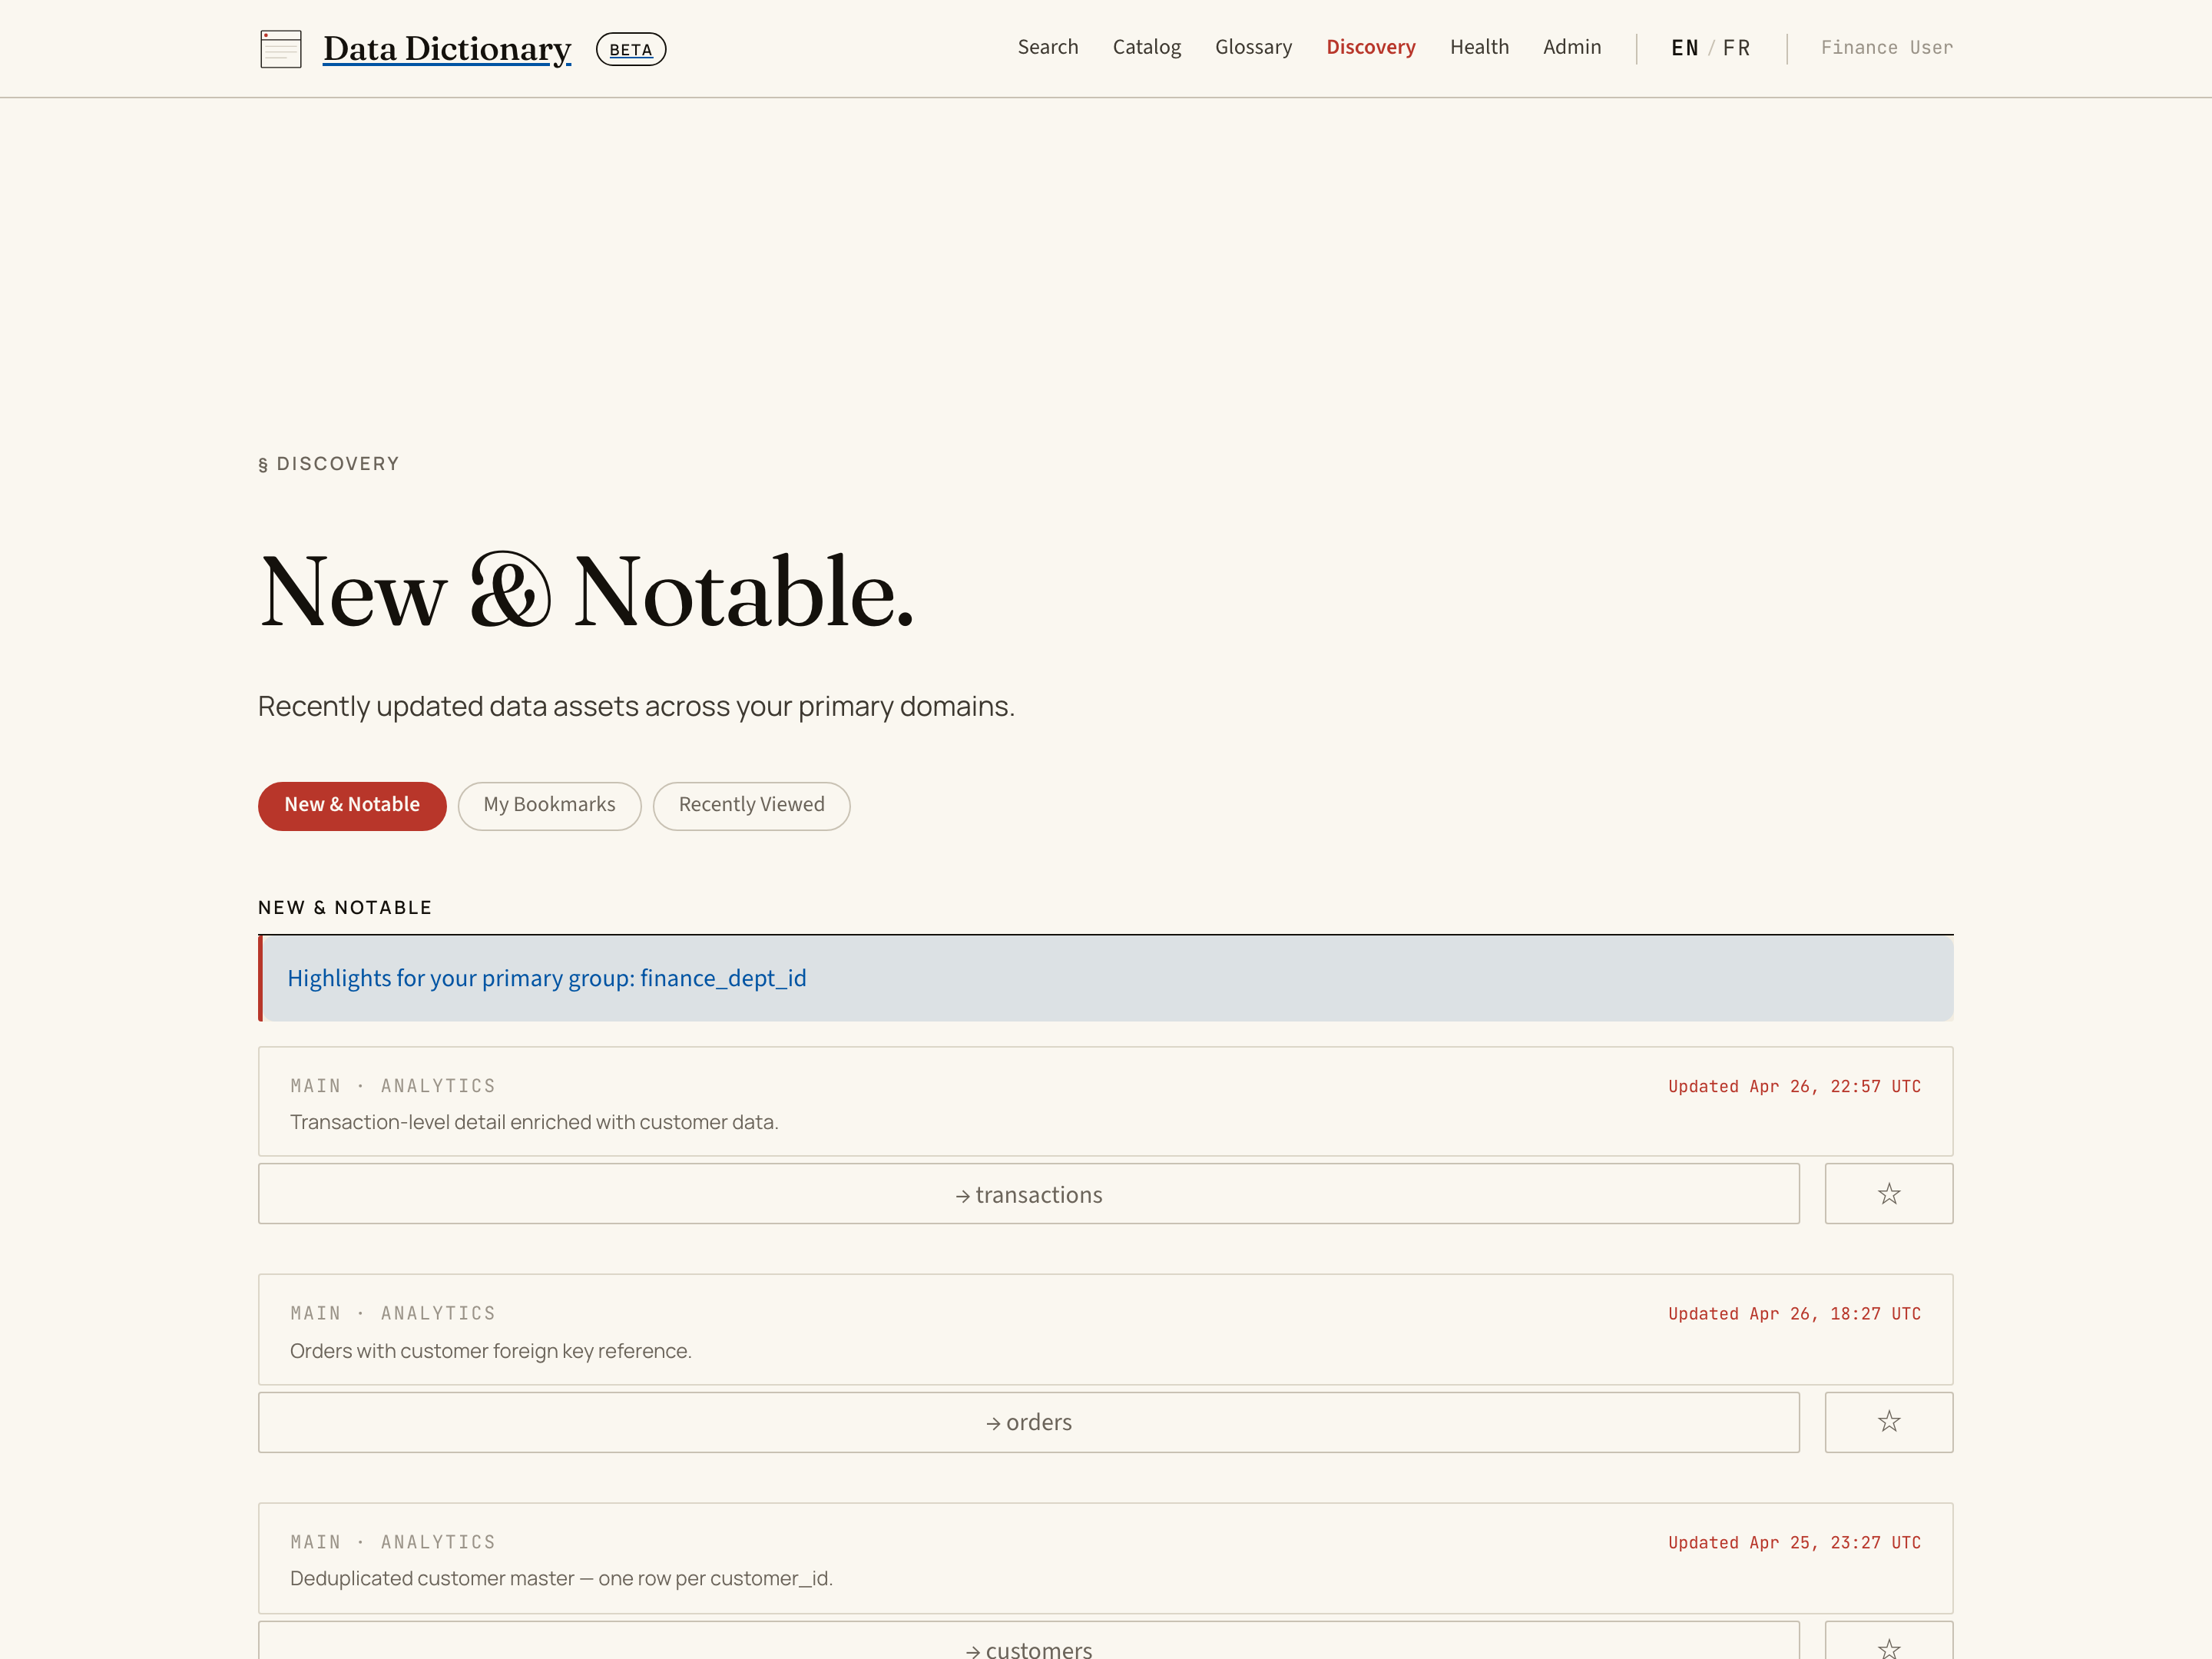 Data Dictionary BETA
Search Catalog Glossary Discovery Health Admin EN / FR Finance User
§ DISCOVERY
New & Notable.
Recently updated data assets across your primary domains.
New & Notable My Bookmarks Recently Viewed
NEW & NOTABLE
Highlights for your primary group: finance_dept_id
MAIN · ANALYTICS Updated Apr 26, 22:57 UTC
Transaction-level detail enriched with customer data.
→ transactions ☆
MAIN · ANALYTICS Updated Apr 26, 18:27 UTC
Orders with customer foreign key reference.
→ orders ☆
MAIN · ANALYTICS Updated Apr 25, 23:27 UTC
Deduplicated customer master — one row per customer_id.
→ customers ☆